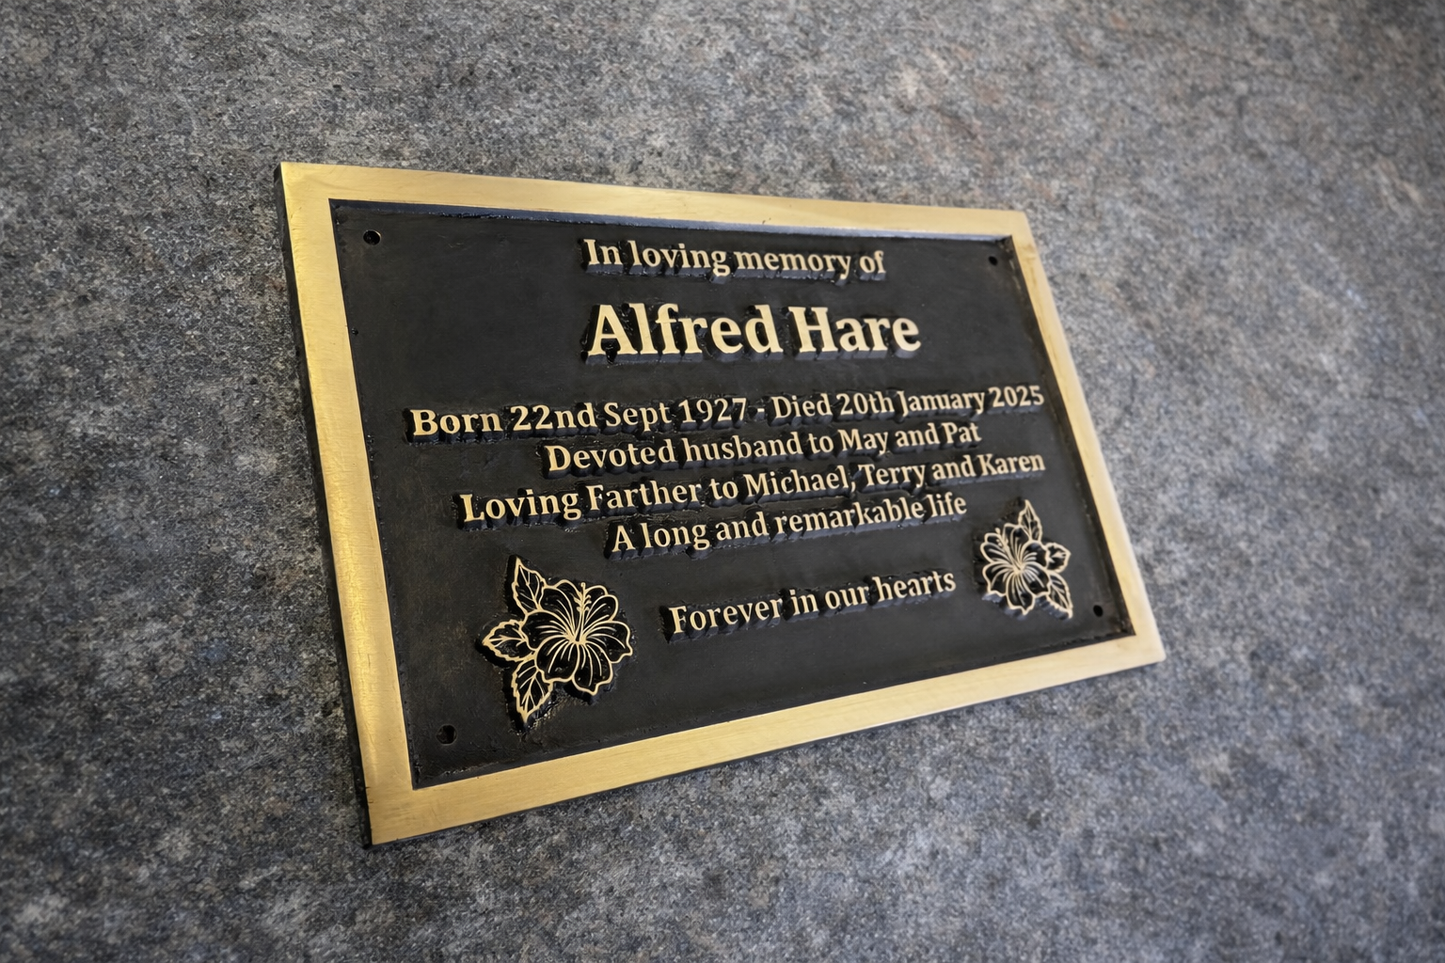 In loving memory of
Alfred Hare
Born 22nd Sept 1927 - Died 20th January 2025
Devoted husband to May and Pat
Loving Farther to Michael, Terry and Karen
A long and remarkable life
Forever in our hearts